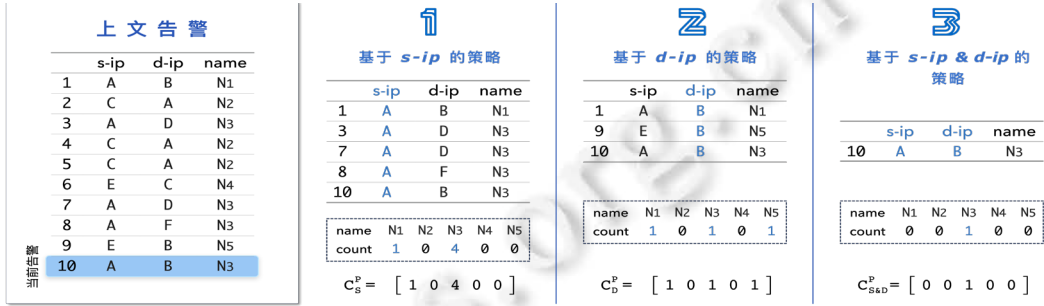 上文告警
s-ip d-ip name
1 A B N1
2 C A N2
3 A D N3
4 C A N2
5 C A N2
6 E C N4
7 A D N3
8 A F N3
9 E B N5
10 A B N3
当前告警
1
基于 s-ip 的策略
s-ip d-ip name
1 A B N1
3 A D N3
7 A D N3
8 A F N3
10 A B N3
name N1 N2 N3 N4 N5
count 1 0 4 0 0
C_S^P = [ 1 0 4 0 0 ]
2
基于 d-ip 的策略
s-ip d-ip name
1 A B N1
9 E B N5
10 A B N3
name N1 N2 N3 N4 N5
count 1 0 1 0 1
C_D^P = [ 1 0 1 0 1 ]
3
基于 s-ip & d-ip 的
策略
s-ip d-ip name
10 A B N3
name N1 N2 N3 N4 N5
count 0 0 1 0 0
C_S&D^P = [ 0 0 1 0 0 ]
org.cn